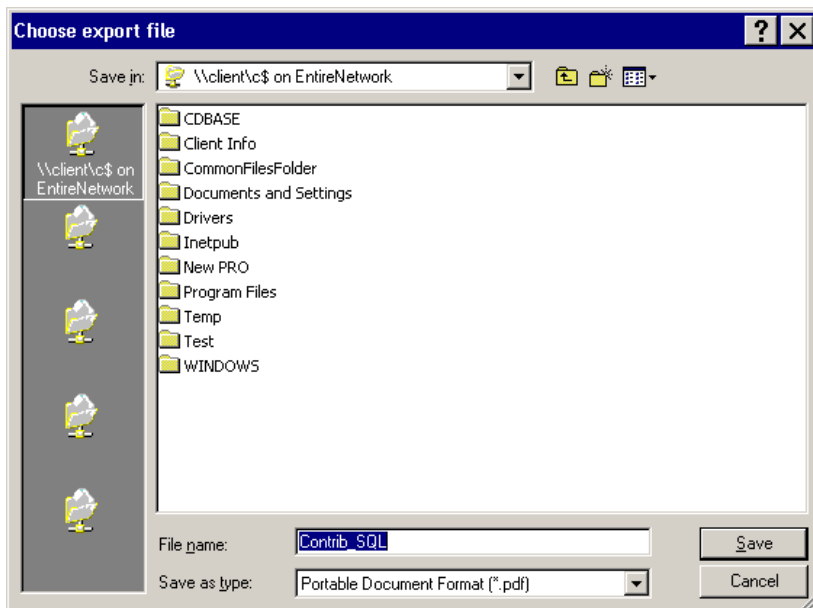 Choose export file
Save in: \\client\c$ on EntireNetwork
\\client\c$ on
EntireNetwork
CDBASE
Client Info
CommonFilesFolder
Documents and Settings
Drivers
Inetpub
New PRO
Program Files
Temp
Test
WINDOWS
File name: Contrib_SQL Save
Save as type: Portable Document Format (*.pdf) Cancel